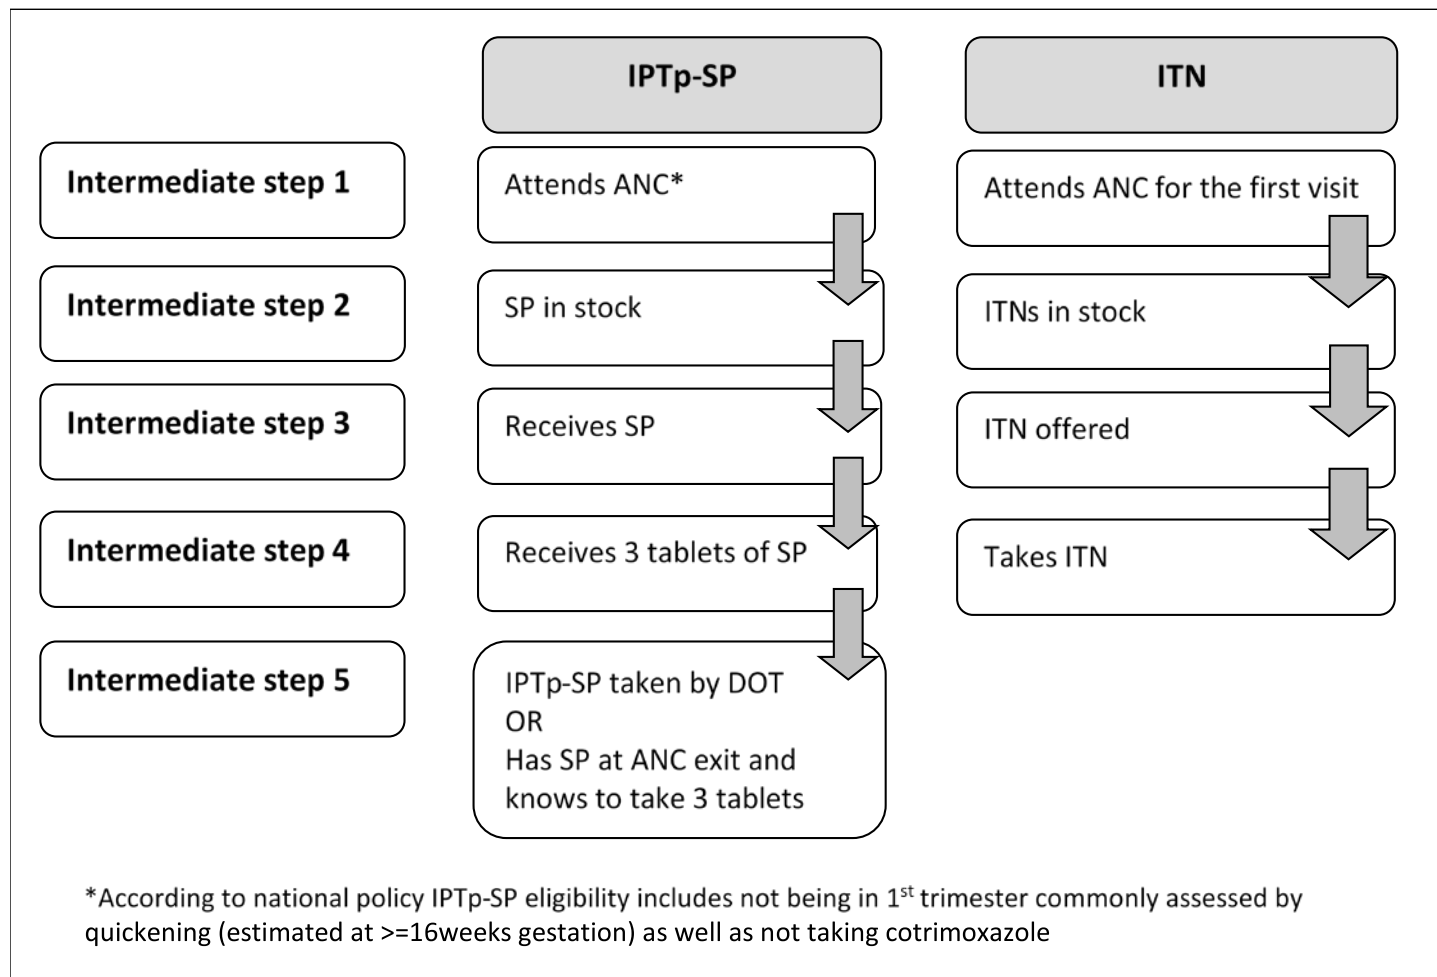 IPTp-SP
ITN
Intermediate step 1
Attends ANC*
Attends ANC for the first visit
Intermediate step 2
SP in stock
ITNs in stock
Intermediate step 3
Receives SP
ITN offered
Intermediate step 4
Receives 3 tablets of SP
Takes ITN
Intermediate step 5
IPTp-SP taken by DOT
OR
Has SP at ANC exit and
knows to take 3 tablets
*According to national policy IPTp-SP eligibility includes not being in 1st trimester commonly assessed by
quickening (estimated at >=16weeks gestation) as well as not taking cotrimoxazole